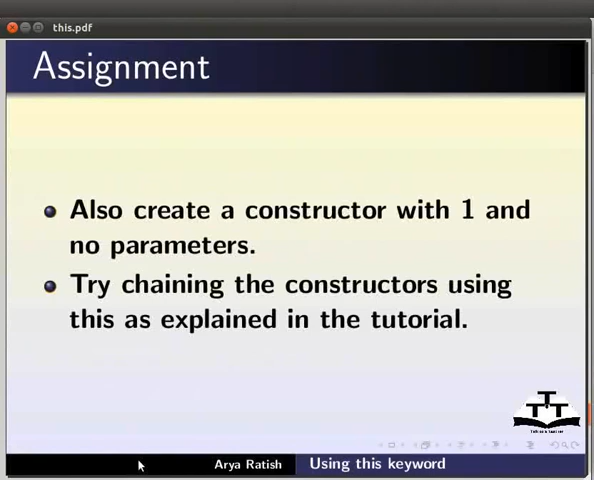 this.pdf
Assignment
Also create a constructor with 1 and
no parameters.
Try chaining the constructors using
this as explained in the tutorial.
Arya Ratish
Using this keyword